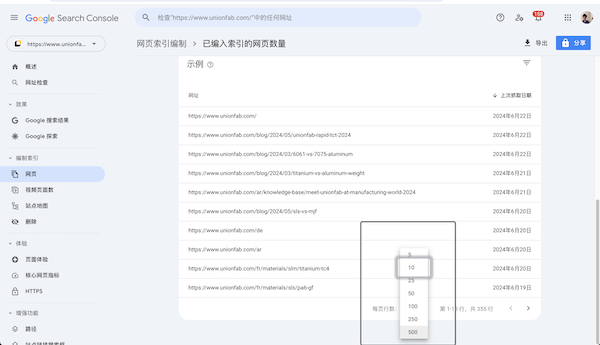 Google Search Console
检查"https://www.unionfab.com/"中的任何网址
158
https://www.unionfab...
网页索引编制 > 已编入索引的网页数量
导出
分享
概述
网址检查
效果
Google 搜索结果
Google 探索
编制索引
网页
视频页面数
站点地图
删除
体验
页面体验
核心网页指标
HTTPS
增强功能
路径
示例
网址
上次抓取日期
https://www.unionfab.com/ 2024年6月22日
https://www.unionfab.com/blog/2024/05/unionfab-rapid-tct-2024 2024年6月22日
https://www.unionfab.com/blog/2024/03/6061-vs-7075-aluminum 2024年6月22日
https://www.unionfab.com/blog/2024/03/titanium-vs-aluminum-weight 2024年6月21日
https://www.unionfab.com/ar/knowledge-base/meet-unionfab-at-manufacturing-world-2024 2024年6月21日
https://www.unionfab.com/blog/2024/05/sls-vs-mjf 2024年6月20日
https://www.unionfab.com/de 2024年6月20日
https://www.unionfab.com/ar 2024年6月20日
https://www.unionfab.com/fr/materials/slm/titanium-tc4 2024年6月20日
https://www.unionfab.com/fr/materials/sls/pa6-gf 2024年6月19日
5
10
25
50
100
250
500
每页行数:
第 1-10 行,共 355 行